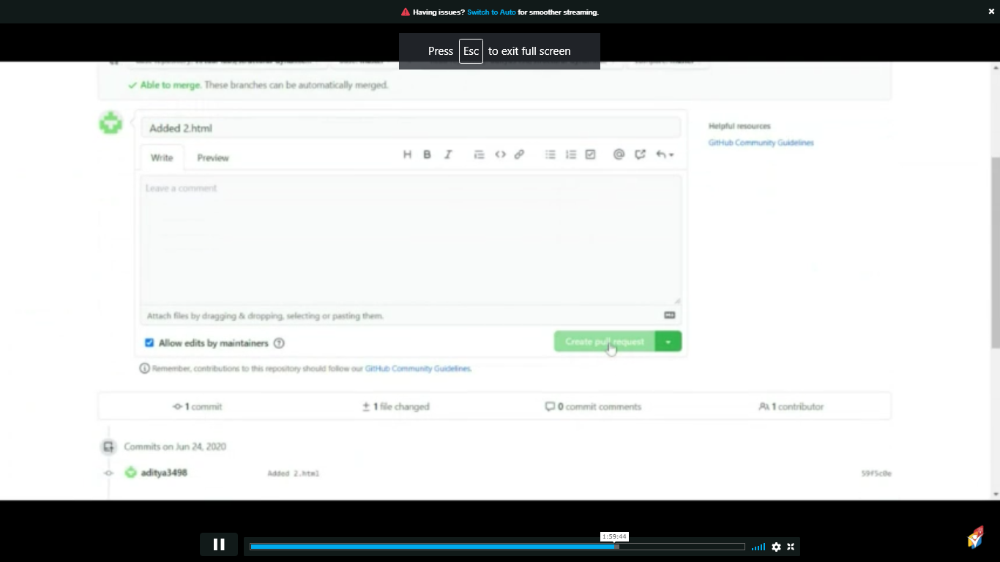 Having issues? Switch to Auto for smoother streaming.
Press Esc to exit full screen
Able to merge. These branches can be automatically merged.
Added 2.html
Helpful resources
GitHub Community Guidelines
Write Preview H B I
Leave a comment
Attach files by dragging & dropping, selecting or pasting them.
Allow edits by maintainers
Create pull request
Remember, contributions to this repository should follow our GitHub Community Guidelines.
1 commit 1 file changed 0 commit comments 1 contributor
Commits on Jun 24, 2020
aditya3498 Added 2.html 59f5c0e
1:59:44